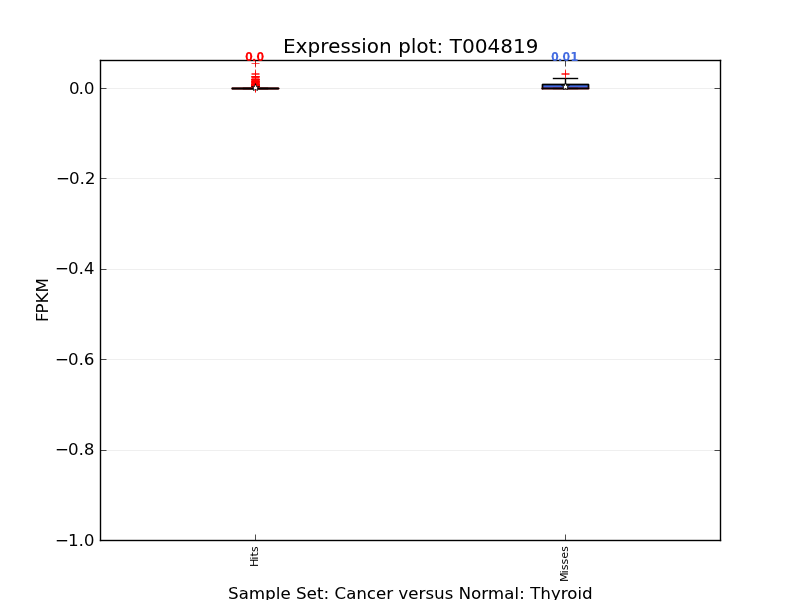 Expression plot: T004819
0.0 0.01
0.0
−0.2
−0.4
−0.6
−0.8
−1.0
FPKM
Hits Misses
Sample Set: Cancer versus Normal: Thyroid